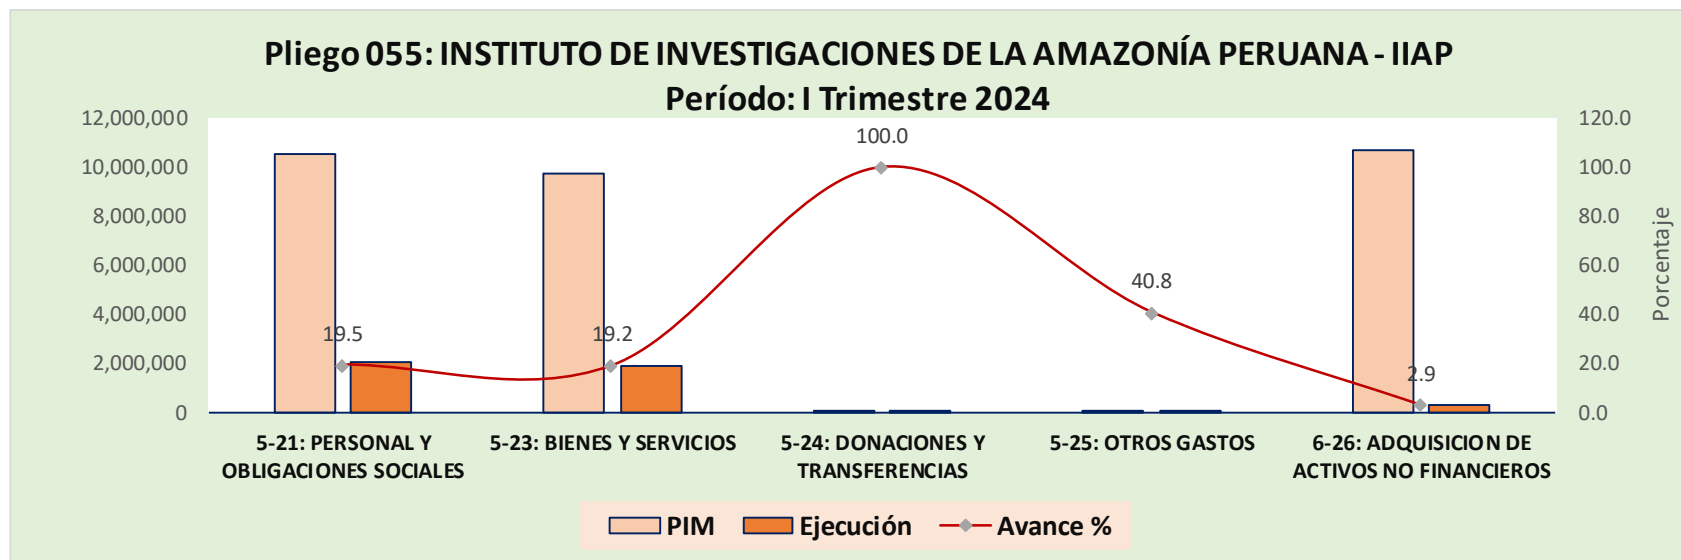 Pliego 055: INSTITUTO DE INVESTIGACIONES DE LA AMAZONÍA PERUANA - IIAP
Período: I Trimestre 2024
12,000,000
10,000,000
8,000,000
6,000,000
4,000,000
2,000,000
0
120.0
100.0
80.0
60.0
40.0
20.0
0.0
Porcentaje
19.5
19.2
100.0
40.8
2.9
5-21: PERSONAL Y
OBLIGACIONES SOCIALES
5-23: BIENES Y SERVICIOS
5-24: DONACIONES Y
TRANSFERENCIAS
5-25: OTROS GASTOS
6-26: ADQUISICION DE
ACTIVOS NO FINANCIEROS
PIM
Ejecución
Avance %